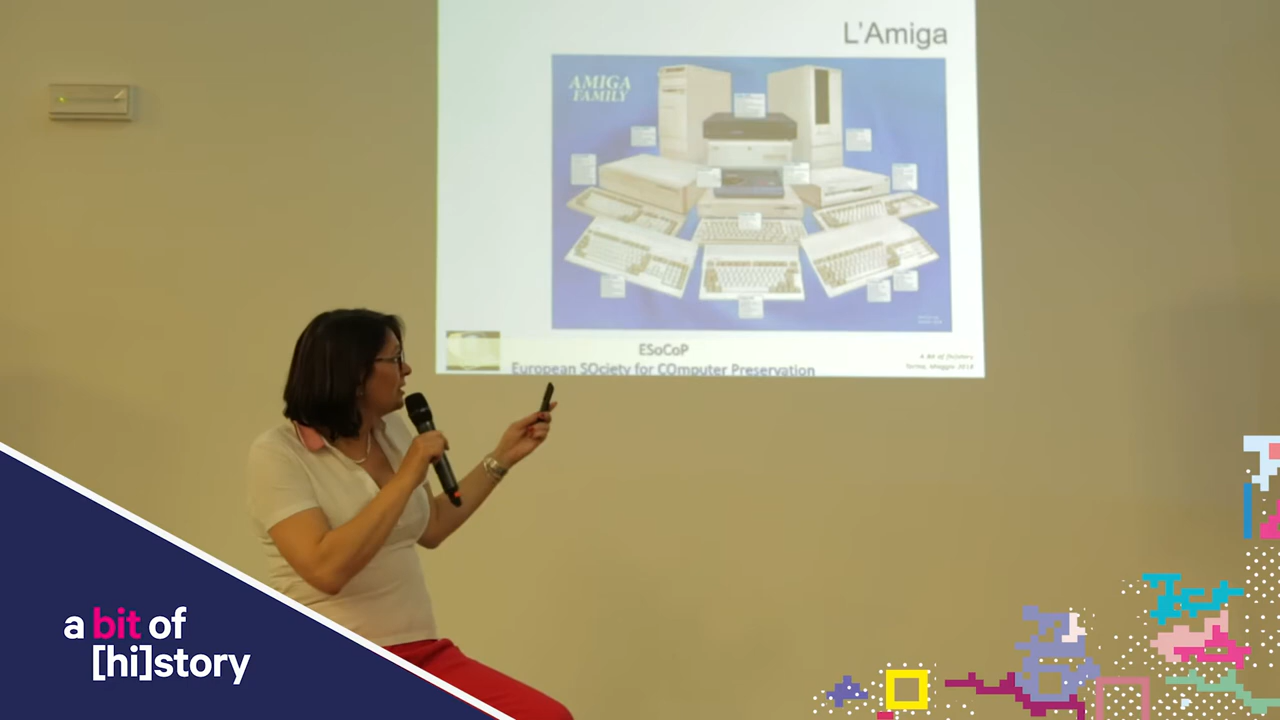 L'Amiga
AMIGA
FAMILY
ESoCoP
European SOciety for COmputer Preservation
A Bit of [hi]story
Torino, Maggio 2018
a bit of
[hi]story